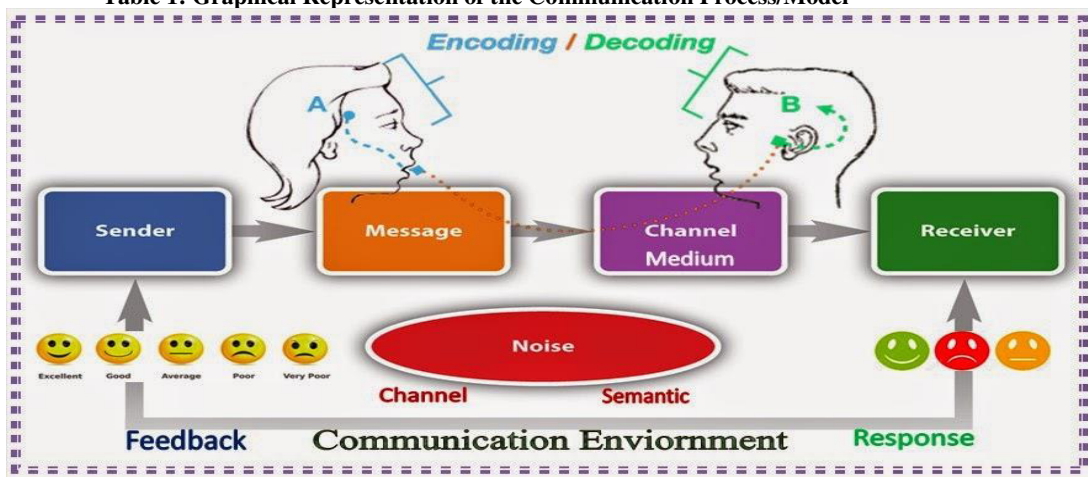 Table 1: Graphical Representation of the Communication Process/Model
Encoding / Decoding
A
B
Sender
Message
Channel
Medium
Receiver
Noise
Excellent Good Average Poor Very Poor
Channel Semantic
Feedback Communication Enviornment Response